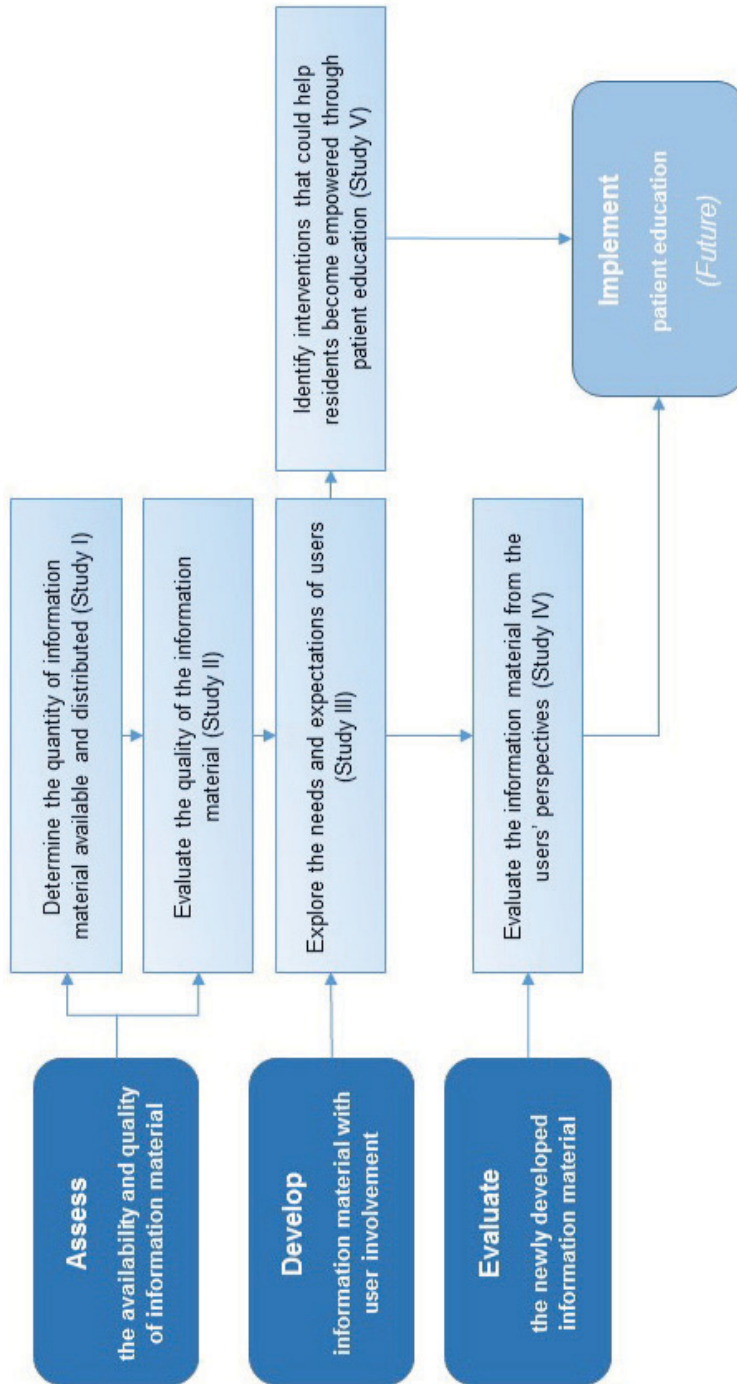 Assess
the availability and quality
of information material
Determine the quantity of information
material available and distributed (Study I)
Evaluate the quality of the information
material (Study II)
Develop
information material with
user involvement
Explore the needs and expectations of users
(Study III)
Identify interventions that could help
residents become empowered through
patient education (Study V)
Evaluate
the newly developed
information material
Evaluate the information material from the
users’ perspectives (Study IV)
Implement
patient education
(Future)